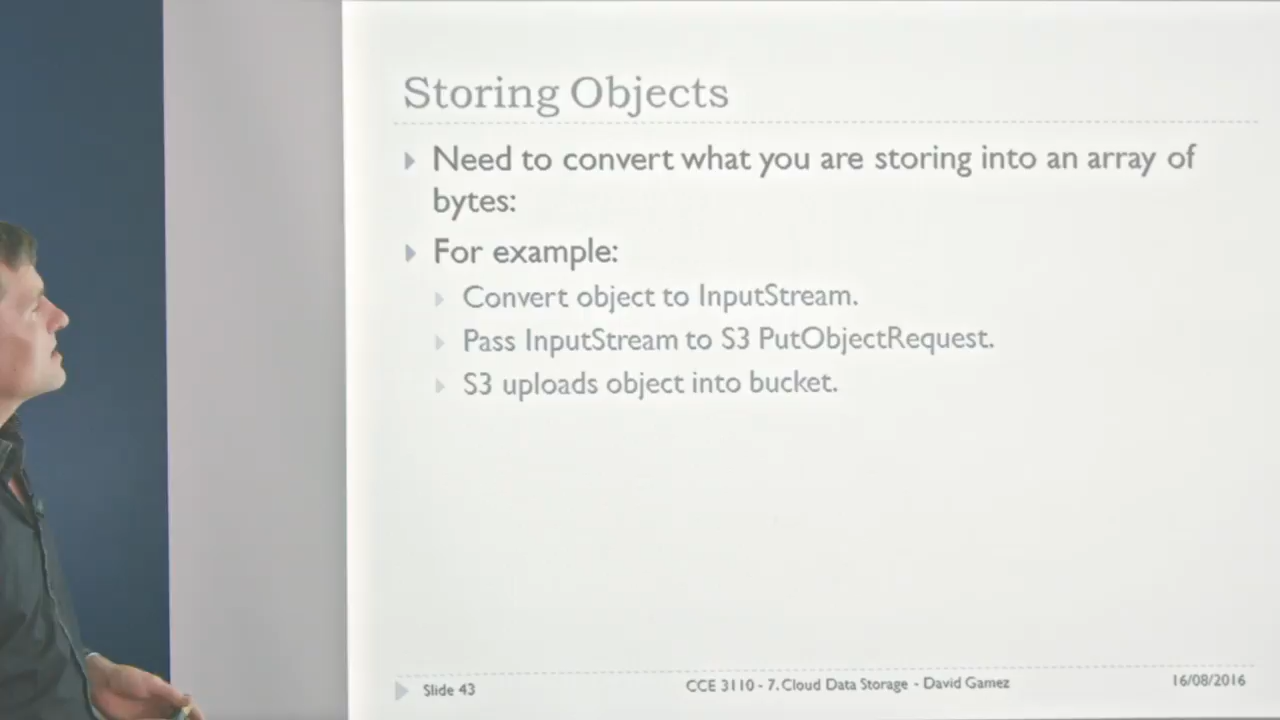 Storing Objects
Need to convert what you are storing into an array of
bytes:
For example:
Convert object to InputStream.
Pass InputStream to S3 PutObjectRequest.
S3 uploads object into bucket.
Slide 43
CCE 3110 - 7. Cloud Data Storage - David Gamez
16/08/2016